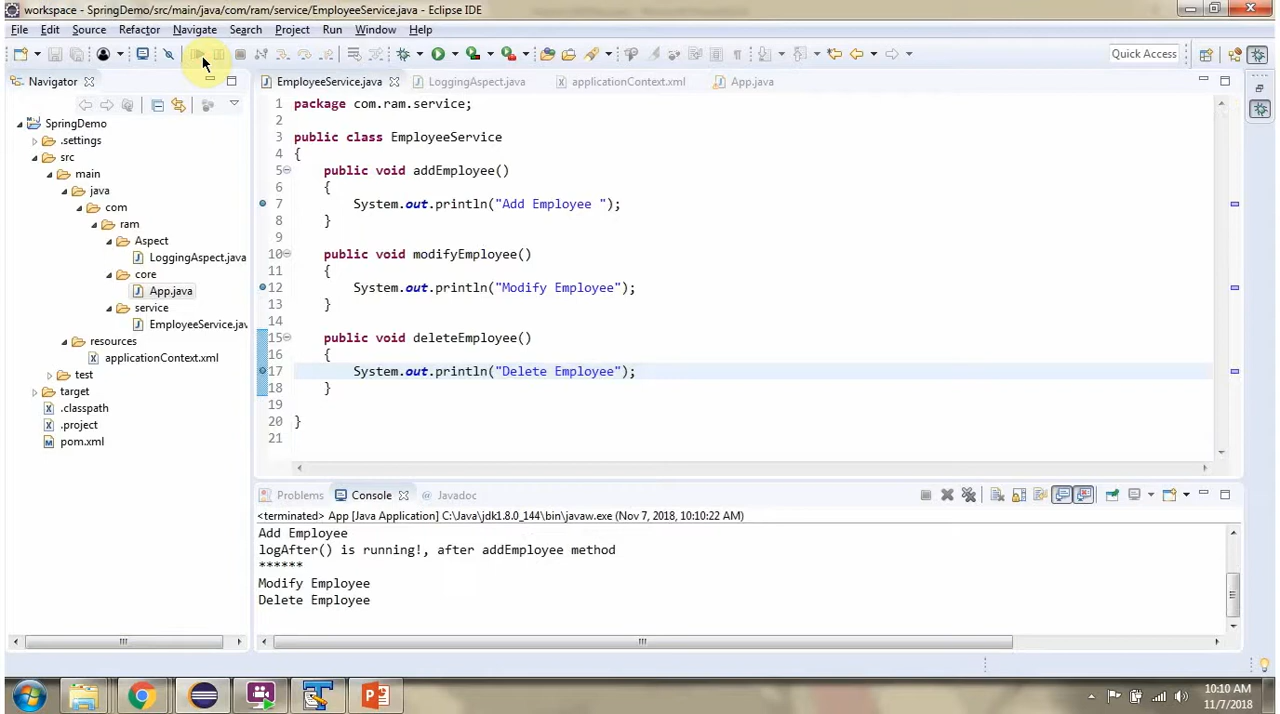 workspace - SpringDemo/src/main/java/com/ram/service/EmployeeService.java - Eclipse IDE
File Edit Source Refactor Navigate Search Project Run Window Help
Quick Access
Navigator
EmployeeService.java LoggingAspect.java applicationContext.xml App.java
SpringDemo
.settings
src
main
java
com
ram
Aspect
LoggingAspect.java
core
App.java
service
EmployeeService.jav
resources
applicationContext.xml
test
target
.classpath
.project
pom.xml
1 package com.ram.service;
2
3 public class EmployeeService
4 {
5 public void addEmployee()
6 {
7 System.out.println("Add Employee ");
8 }
9
10 public void modifyEmployee()
11 {
12 System.out.println("Modify Employee");
13 }
14
15 public void deleteEmployee()
16 {
17 System.out.println("Delete Employee");
18 }
19
20 }
21
Problems Console Javadoc
<terminated> App [Java Application] C:\Java\jdk1.8.0_144\bin\javaw.exe (Nov 7, 2018, 10:10:22 AM)
Add Employee
logAfter() is running!, after addEmployee method
******
Modify Employee
Delete Employee
10:10 AM
11/7/2018